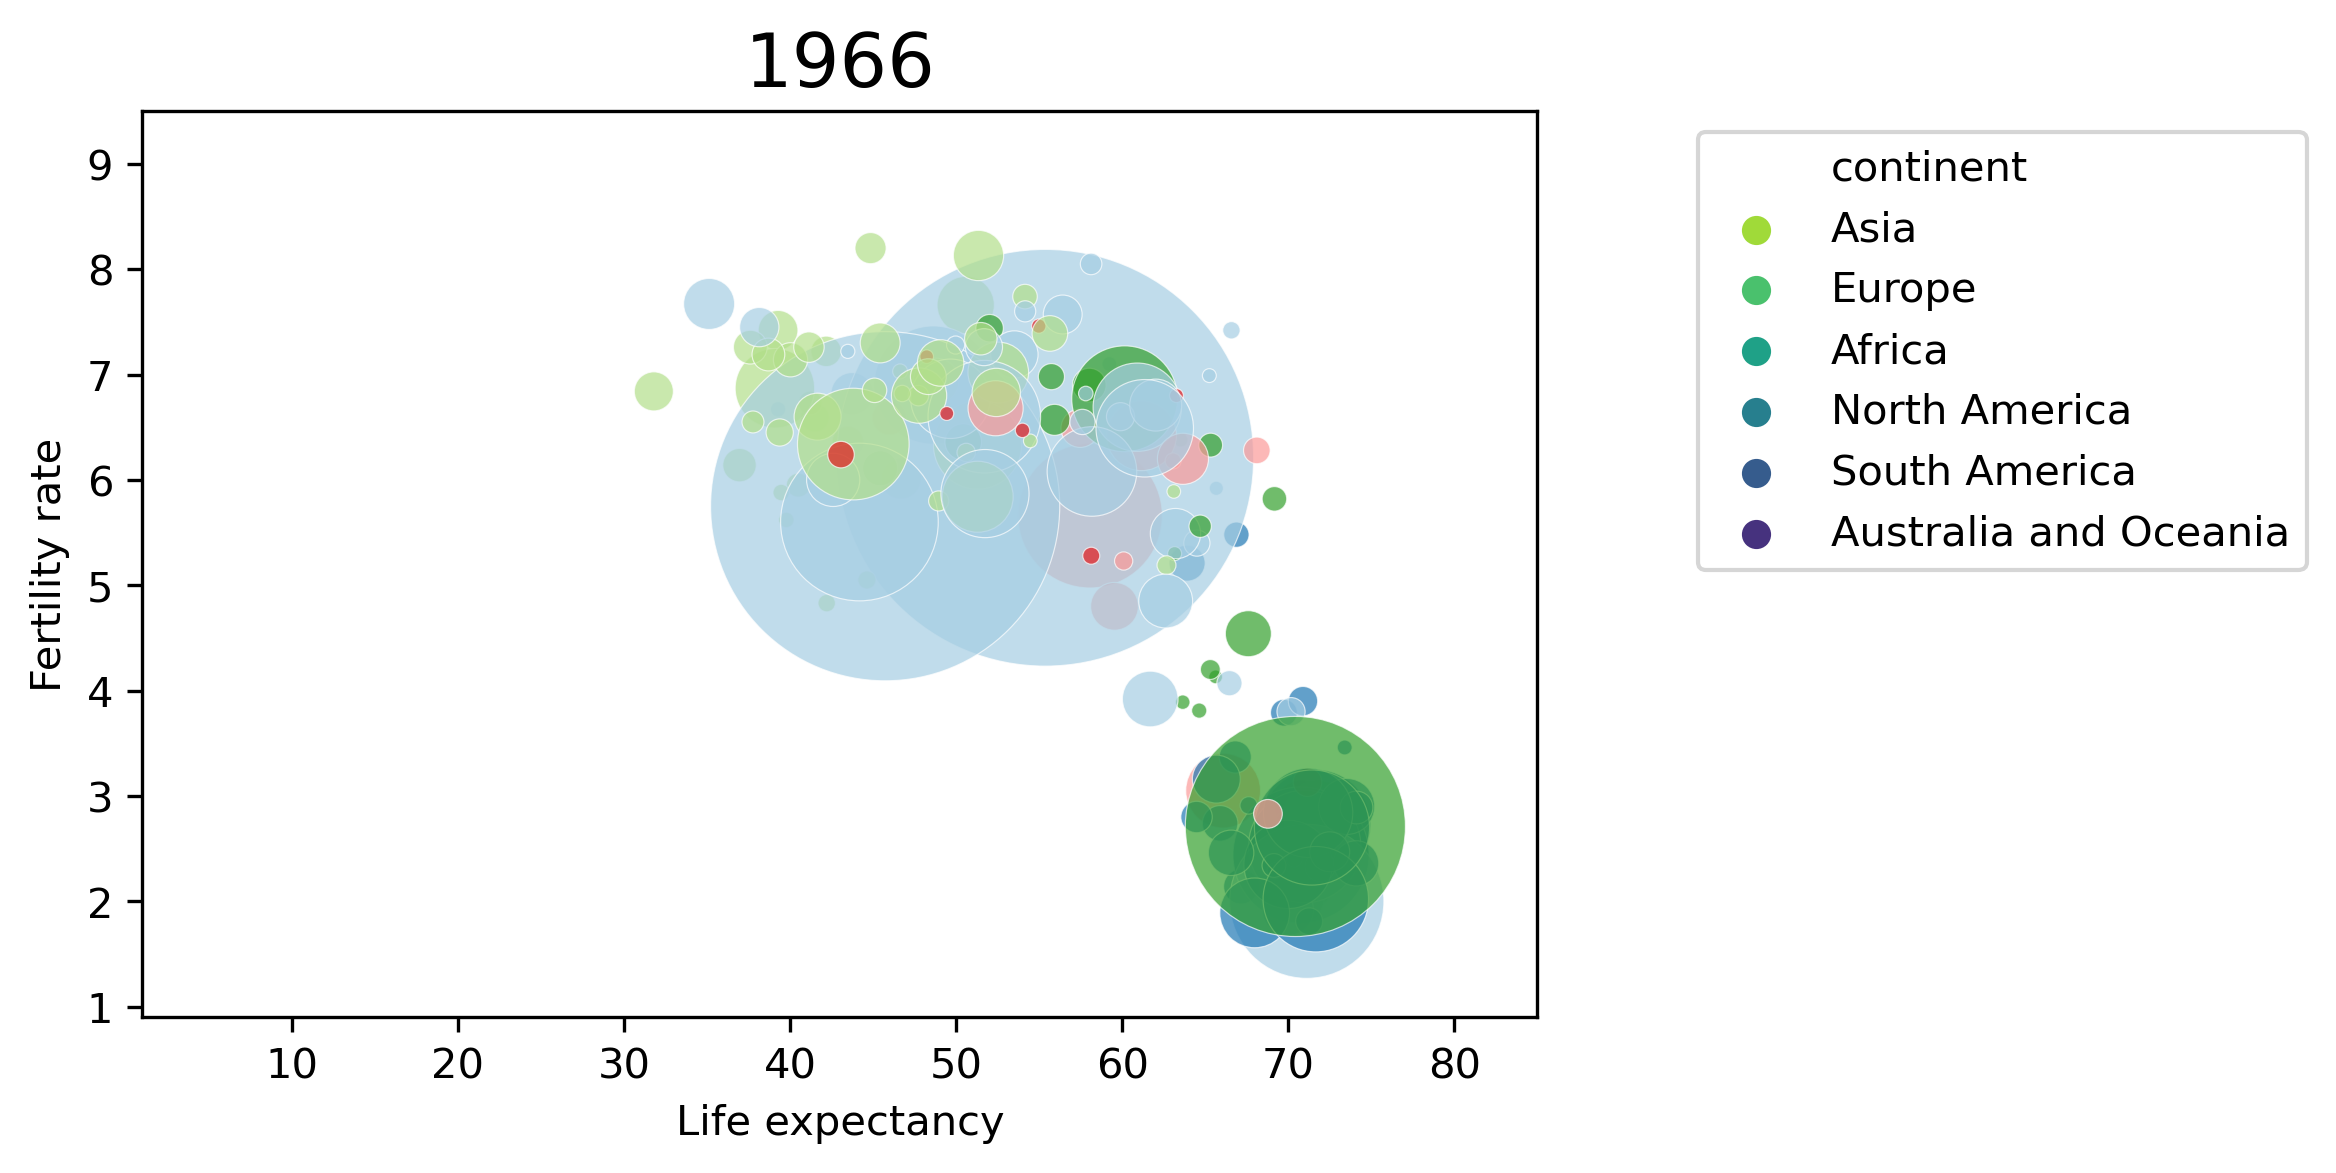 1966
9
8
7
6
5
4
3
2
1
Fertility rate
10 20 30 40 50 60 70 80
Life expectancy
continent
Asia
Europe
Africa
North America
South America
Australia and Oceania